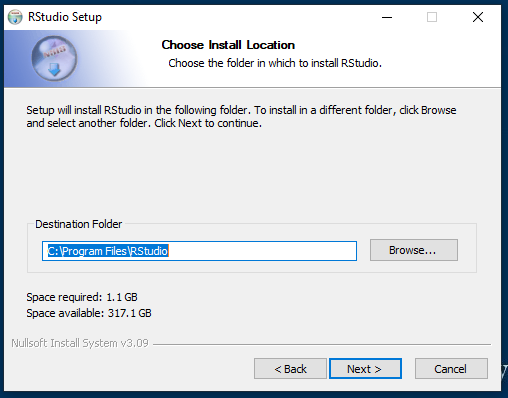 RStudio Setup
Choose Install Location
Choose the folder in which to install RStudio.
Setup will install RStudio in the following folder. To install in a different folder, click Browse
and select another folder. Click Next to continue.
Destination Folder
C:\Program Files\RStudio
Browse...
Space required: 1.1 GB
Space available: 317.1 GB
Nullsoft Install System v3.09
< Back
Next >
Cancel